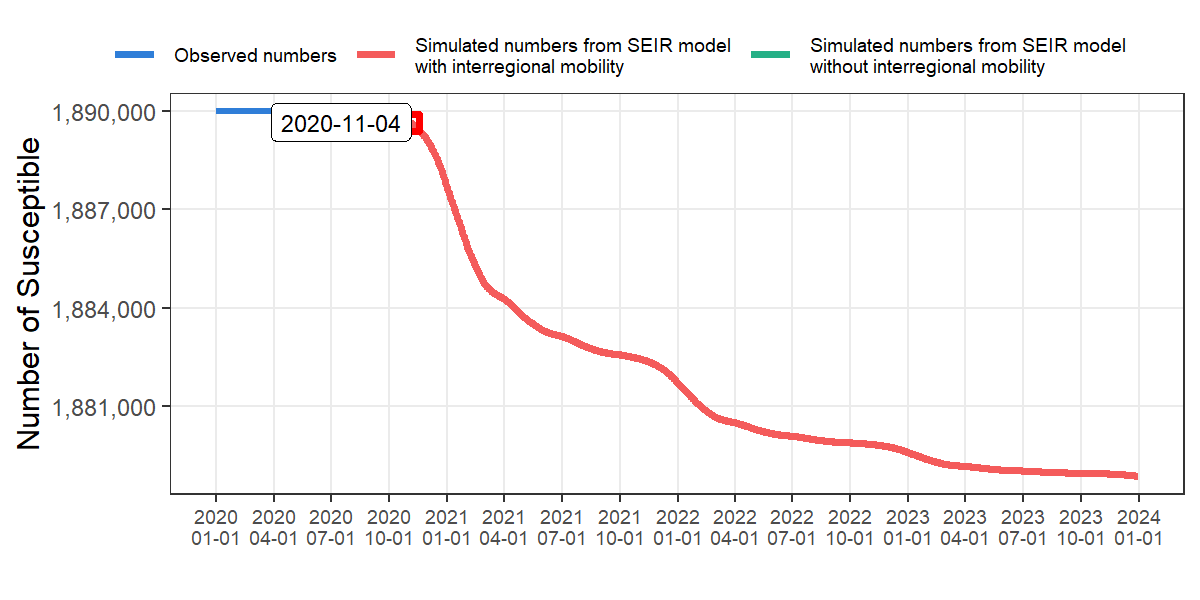 Observed numbers
Simulated numbers from SEIR model
with interregional mobility
Simulated numbers from SEIR model
without interregional mobility
Number of Susceptible
1,890,000
1,887,000
1,884,000
1,881,000
2020-11-04
2020 2020 2020 2020 2021 2021 2021 2021 2022 2022 2022 2022 2023 2023 2023 2023 2024
01-01 04-01 07-01 10-01 01-01 04-01 07-01 10-01 01-01 04-01 07-01 10-01 01-01 04-01 07-01 10-01 01-01